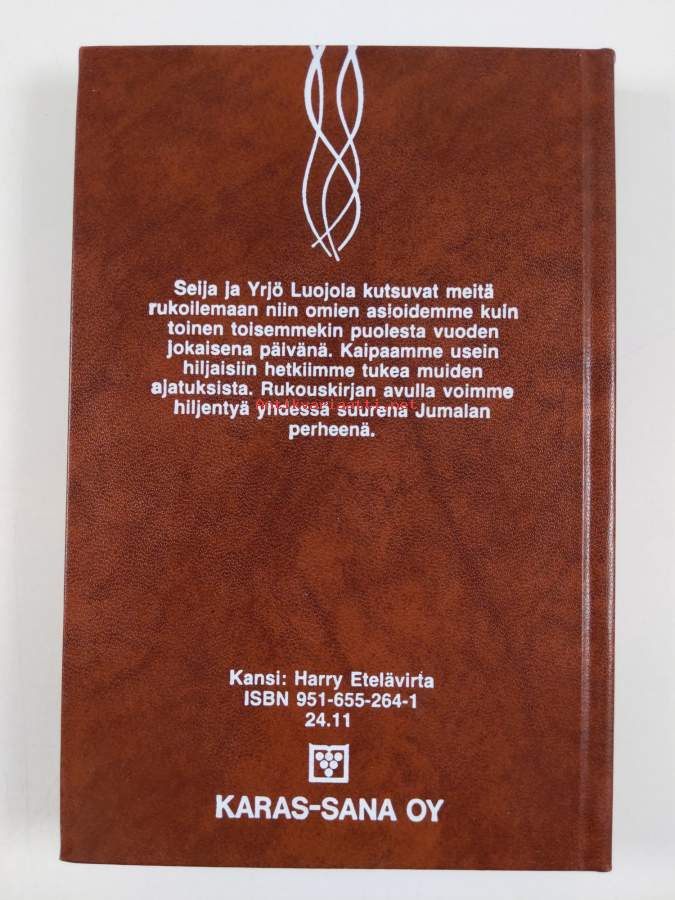 Seija ja Yrjö Luojola kutsuvat meitä
rukoilemaan niin omien asioidemme kuin
toinen toisemmekin puolesta vuoden
jokaisena päivänä. Kaipaamme usein
hiljaisiin hetkiimme tukea muiden
ajatuksista. Rukouskirjan avulla voimme
Antikvariaatti.net
hiljentyä yhdessä suurena Jumalan
perheenä.
Kansi: Harry Etelävirta
ISBN 951-655-264-1
24.11
KARAS-SANA OY